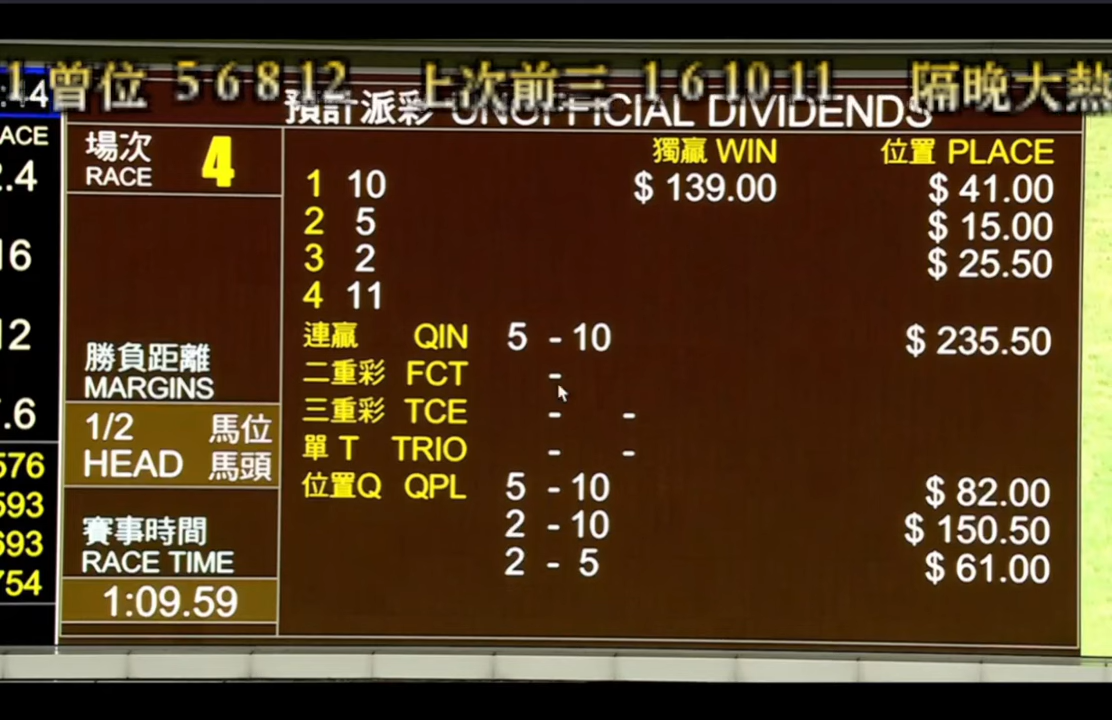 1 曾位 5 6 8 12 上次前三 1 6 10 11 隔晚大熱
:44
預計派彩 UNOFFICIAL DIVIDENDS
ACE
場次
RACE 4
獨贏 WIN 位置 PLACE
2.4
1 10 $ 139.00 $ 41.00
2 5 $ 15.00
16
3 2 $ 25.50
4 11
12
連贏 QIN 5 - 10 $ 235.50
勝負距離
MARGINS
二重彩 FCT -
.6
1/2 馬位
三重彩 TCE - -
HEAD 馬頭
單T TRIO - -
576
位置Q QPL 5 - 10 $ 82.00
593
2 - 10 $ 150.50
賽事時間
RACE TIME
693
2 - 5 $ 61.00
754
1:09.59